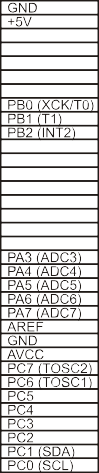 GND
+5V
PB0 (XCK/T0)
PB1 (T1)
PB2 (INT2)
PA3 (ADC3)
PA4 (ADC4)
PA5 (ADC5)
PA6 (ADC6)
PA7 (ADC7)
AREF
GND
AVCC
PC7 (TOSC2)
PC6 (TOSC1)
PC5
PC4
PC3
PC2
PC1 (SDA)
PC0 (SCL)